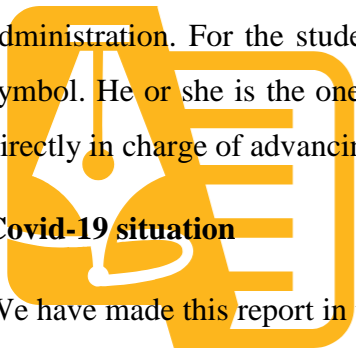 dministration. For the stude
ymbol. He or she is the one
irectly in charge of advancin
Covid-19 situation
We have made this report in